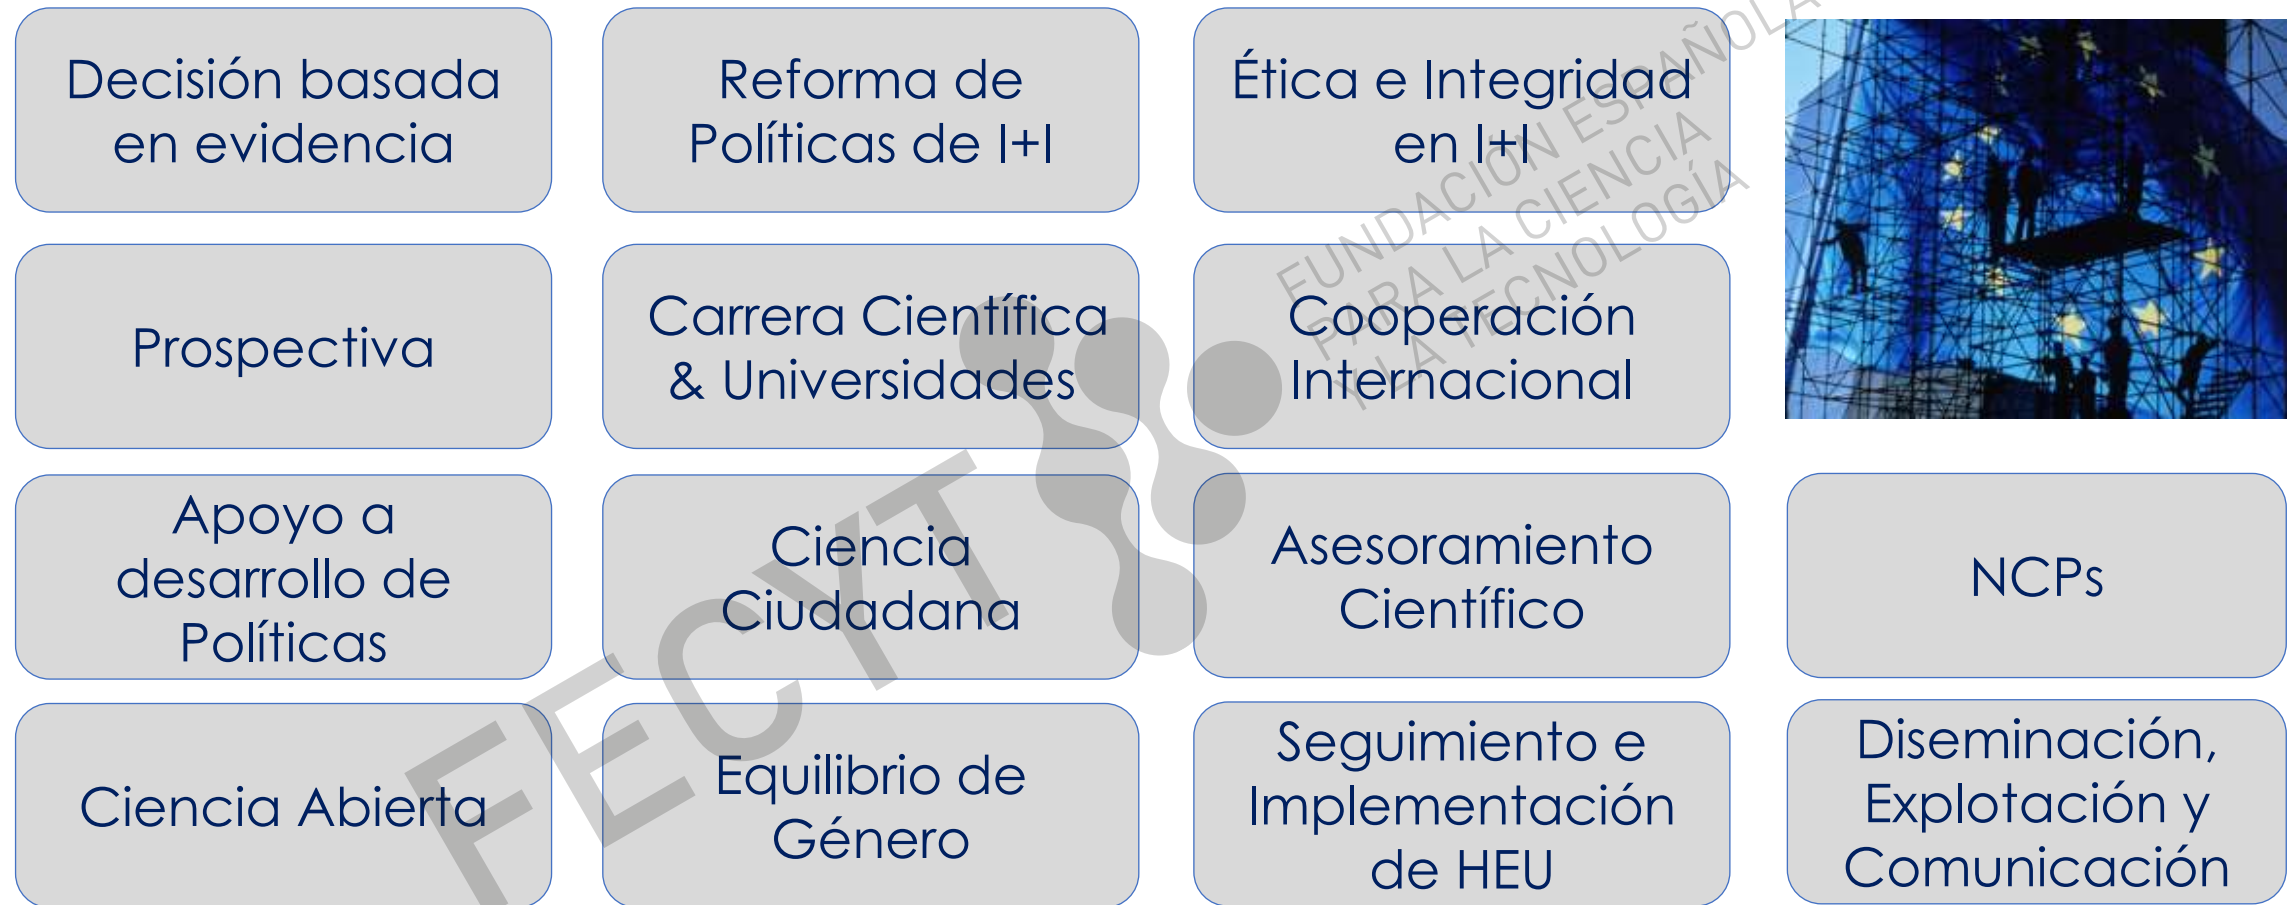 Decisión basada
en evidencia
Reforma de
Políticas de I+I
Ética e Integridad
en I+I
Prospectiva
Carrera Científica
& Universidades
Cooperación
Internacional
Apoyo a
desarrollo de
Políticas
Ciencia
Ciudadana
Asesoramiento
Científico
NCPs
Ciencia Abierta
Equilibrio de
Género
Seguimiento e
Implementación
de HEU
Diseminación,
Explotación y
Comunicación
FECYT
FUNDACIÓN ESPAÑOLA
PARA LA CIENCIA
Y LA TECNOLOGÍA